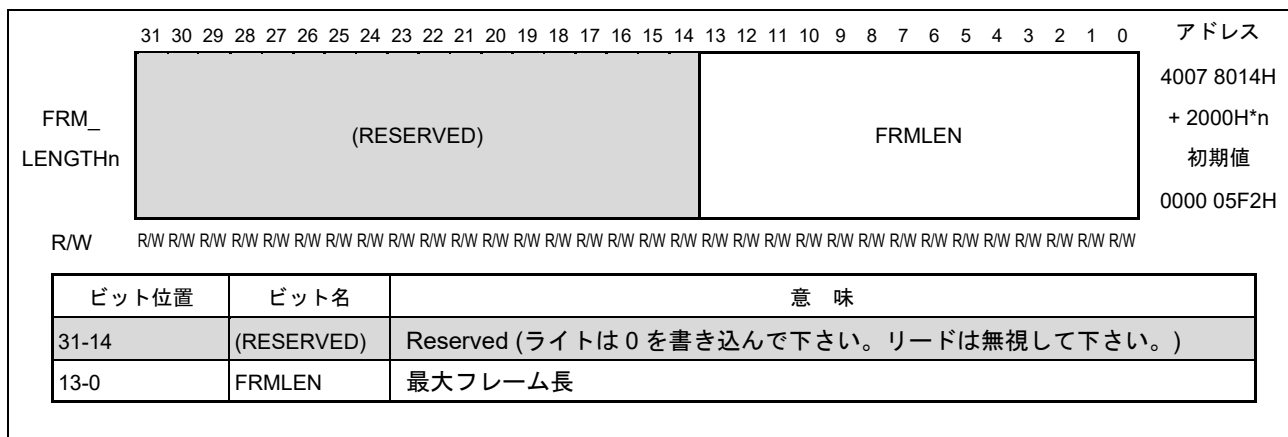 31 30 29 28 27 26 25 24 23 22 21 20 19 18 17 16 15 14 13 12 11 10 9 8 7 6 5 4 3 2 1 0 アドレス
FRM_
LENGTHn
(RESERVED)
FRMLEN
4007 8014H
+ 2000H*n
初期値
0000 05F2H
R/W R/W R/W R/W R/W R/W R/W R/W R/W R/W R/W R/W R/W R/W R/W R/W R/W R/W R/W R/W R/W R/W R/W R/W R/W R/W R/W R/W R/W R/W R/W R/W R/W
ビット位置 ビット名 意 味
31-14 (RESERVED) Reserved (ライトは 0 を書き込んで下さい。リードは無視して下さい。)
13-0 FRMLEN 最大フレーム長